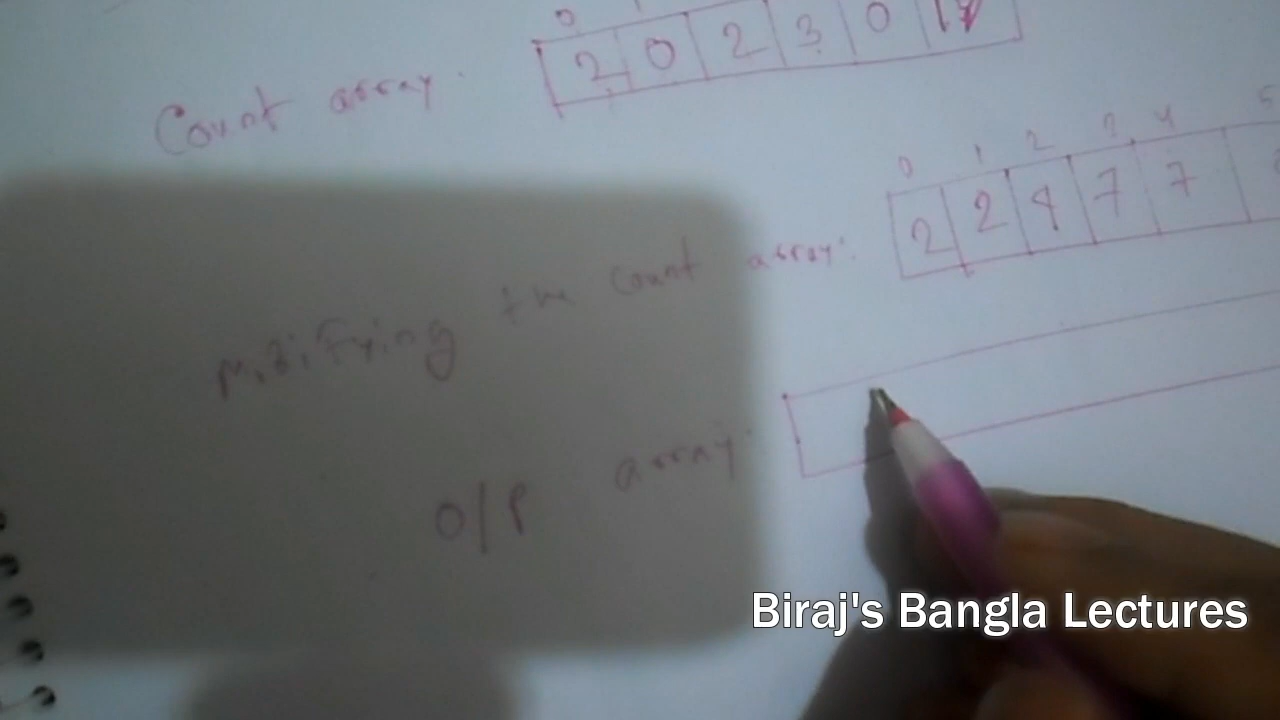 0
Count array. 2 0 2 3 0 1
0 1 2 3 4 5
Modifying the count array: 2 2 4 7 7
O/P array:
Biraj's Bangla Lectures